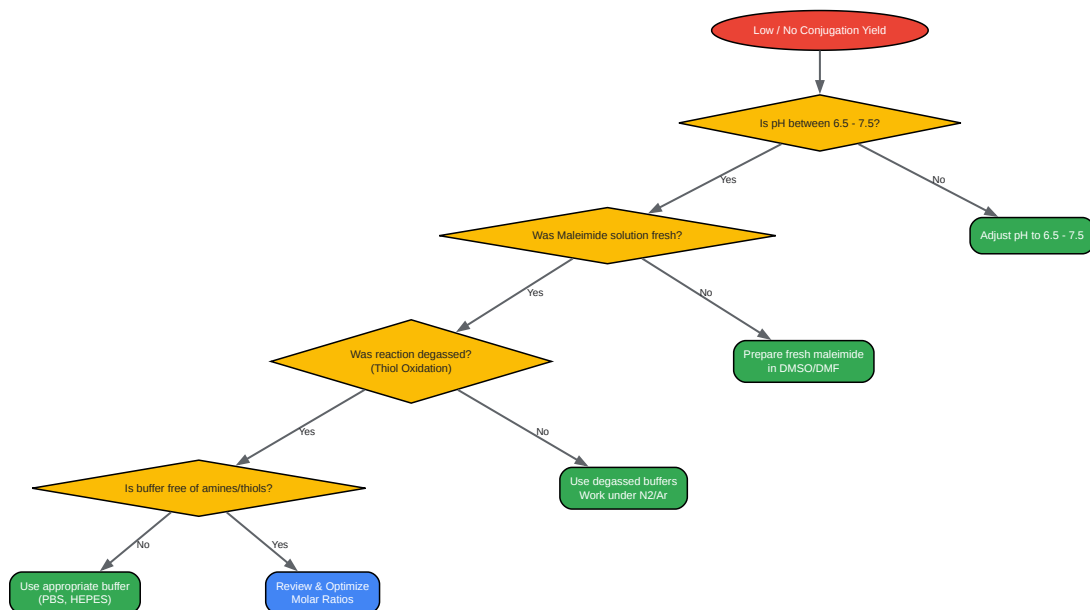 Low / No Conjugation Yield
Is pH between 6.5 - 7.5?
Yes
No
Was Maleimide solution fresh?
Adjust pH to 6.5 - 7.5
Yes
No
Was reaction degassed?
(Thiol Oxidation)
Prepare fresh maleimide
in DMSO/DMF
Yes
No
Is buffer free of amines/thiols?
Use degassed buffers
Work under N2/Ar
No
Yes
Use appropriate buffer
(PBS, HEPES)
Review & Optimize
Molar Ratios